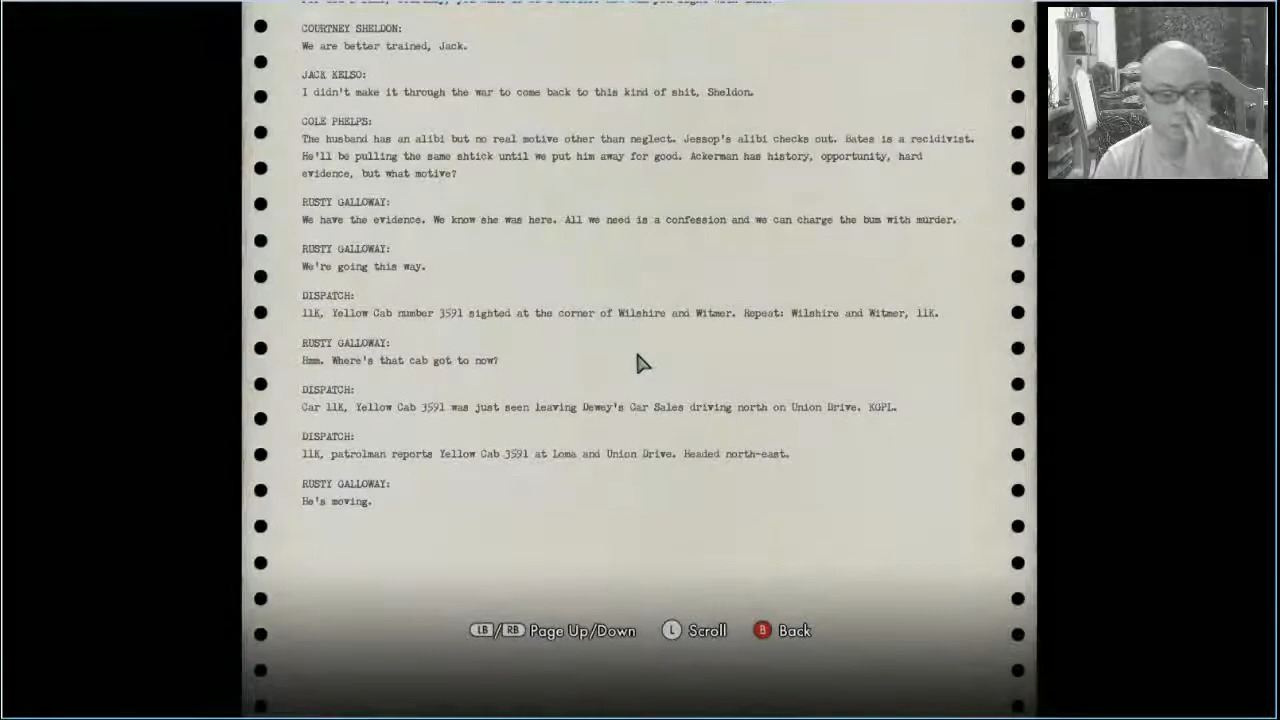 COURTNEY SHELDON:
We are better trained, Jack.
JACK KELSO:
I didn't make it through the war to come back to this kind of shit, Sheldon.
COLE PHELPS:
The husband has an alibi but no real motive other than neglect. Jessop's alibi checks out. Bates is a recidivist.
He'll be pulling the same shtick until we put him away for good. Ackerman has history, opportunity, hard
evidence, but what motive?
RUSTY GALLOWAY:
We have the evidence. We know she was here. All we need is a confession and we can charge the bum with murder.
RUSTY GALLOWAY:
We're going this way.
DISPATCH:
11K, Yellow Cab number 3591 sighted at the corner of Wilshire and Witmer. Repeat: Wilshire and Witmer, 11K.
RUSTY GALLOWAY:
Hmm. Where's that cab got to now?
DISPATCH:
Car 11K, Yellow Cab 3591 was just seen leaving Dewey's Car Sales driving north on Union Drive. KGPL.
DISPATCH:
11K, patrolman reports Yellow Cab 3591 at Loma and Union Drive. Headed north-east.
RUSTY GALLOWAY:
He's moving.
LB/RB Page Up/Down L Scroll B Back